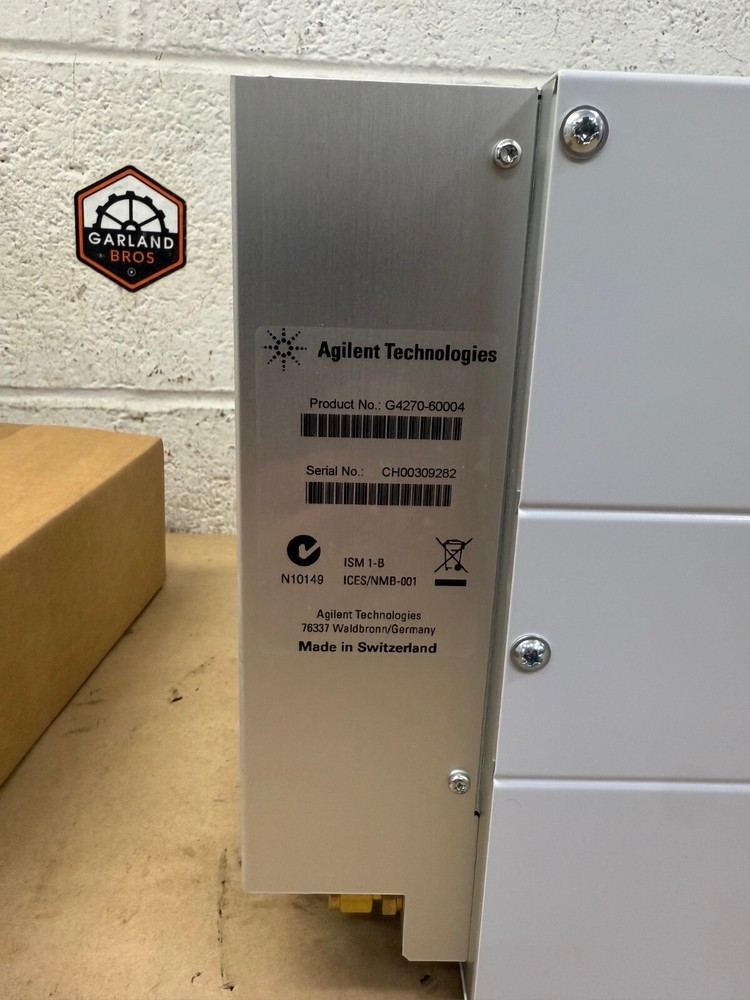 GARLAND
BROS
Agilent Technologies
Product No.: G4270-60004
Serial No.: CH00309282
N10149
ISM 1-B
ICES/NMB-001
Agilent Technologies
76337 Waldbronn/Germany
Made in Switzerland